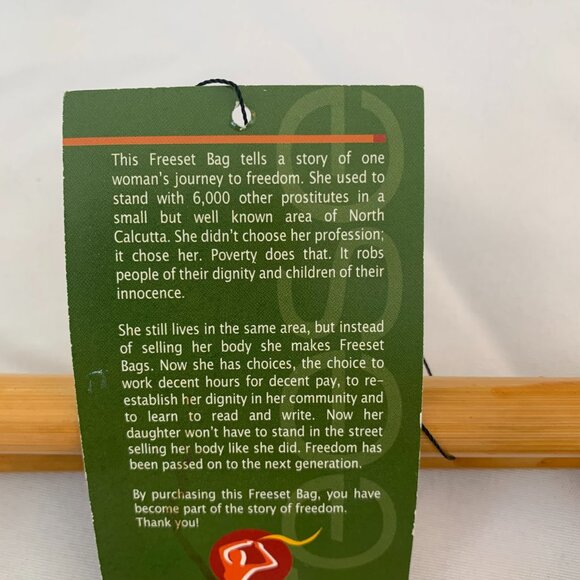 This Freeset Bag tells a story of one
woman's journey to freedom. She used to
stand with 6,000 other prostitutes in a
small but well known area of North
Calcutta. She didn't choose her profession;
it chose her. Poverty does that. It robs
people of their dignity and children of their
innocence.
She still lives in the same area, but instead
of selling her body she makes Freeset
Bags. Now she has choices, the choice to
work decent hours for decent pay, to re-
establish her dignity in her community and
to learn to read and write. Now her
daughter won't have to stand in the street
selling her body like she did. Freedom has
been passed on to the next generation.
By purchasing this Freeset Bag, you have
become part of the story of freedom.
Thank you!